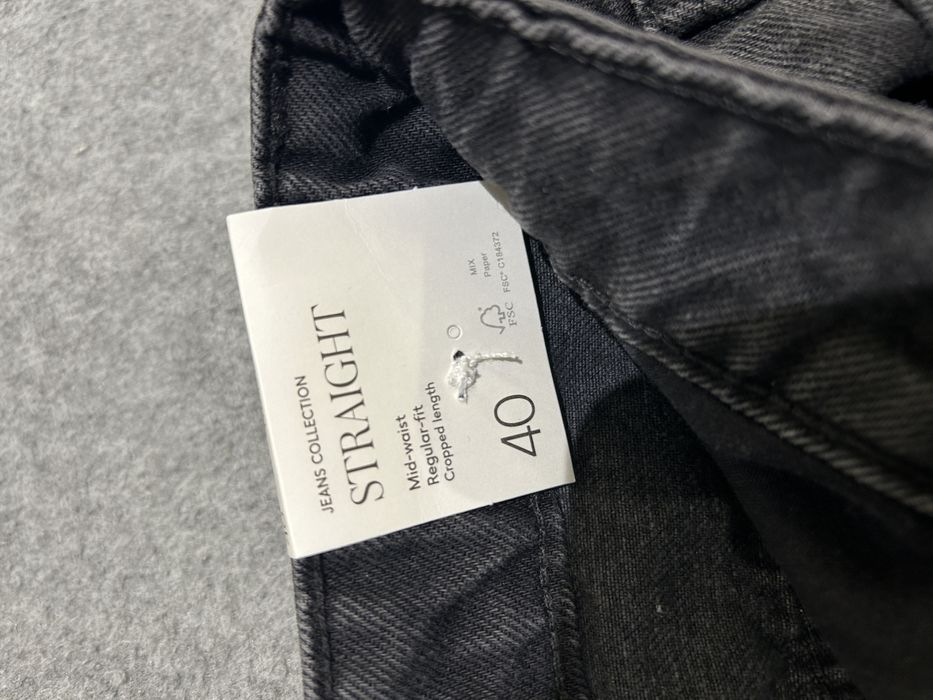 JEANS COLLECTION
STRAIGHT
Mid-waist
Regular-fit
Cropped length
40
FSC
MIX
Paper
FSC® C184372